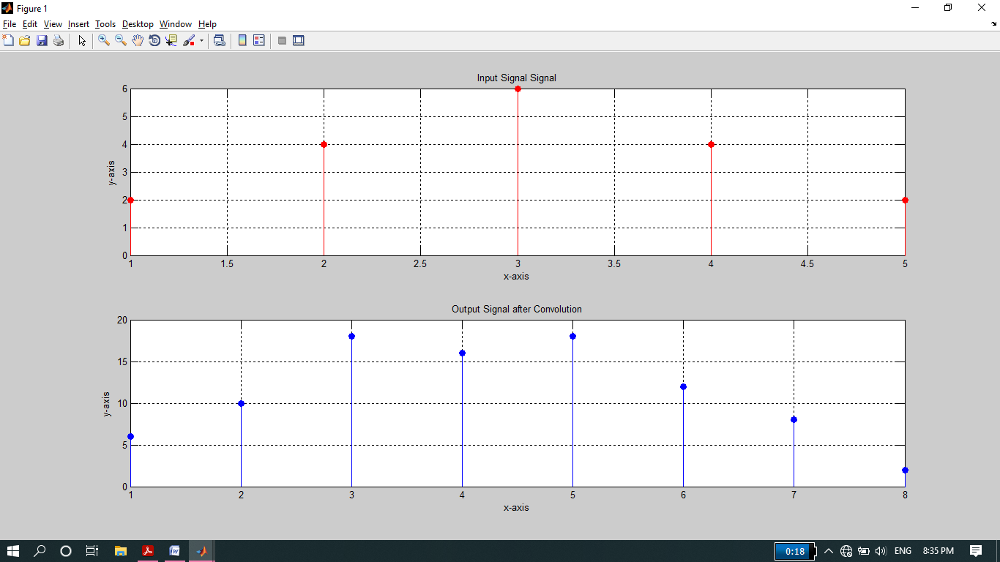 Figure 1
File Edit View Insert Tools Desktop Window Help
Input Signal Signal
6
5
4
3
2
1
0
y-axis
1 1.5 2 2.5 3 3.5 4 4.5 5
x-axis
Output Signal after Convolution
20
15
10
5
0
y-axis
1 2 3 4 5 6 7 8
x-axis
0:18 ENG 8:35 PM